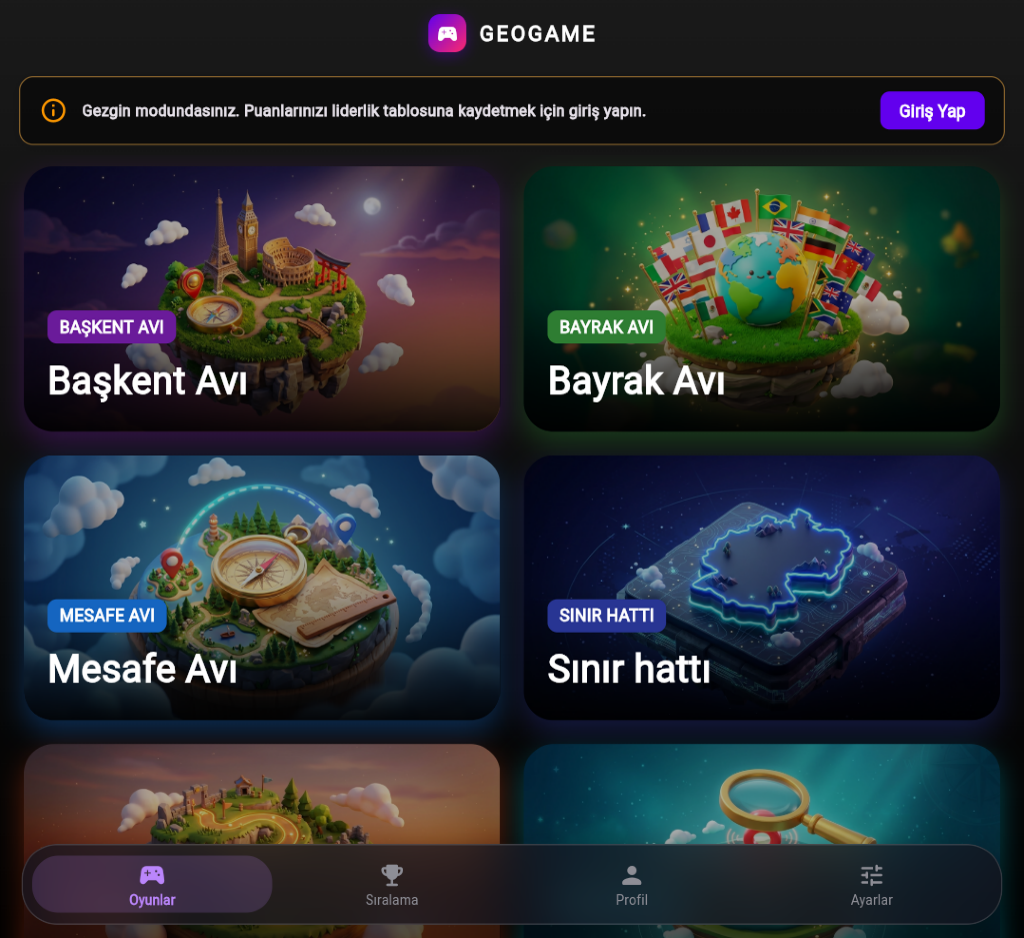 GEOGAME
Gezgin modundasınız. Puanlarınızı liderlik tablosuna kaydetmek için giriş yapın.
Giriş Yap
BAŞKENT AVI
Başkent Avı
BAYRAK AVI
Bayrak Avı
MESAFE AVI
Mesafe Avı
SINIR HATTI
Sınır hattı
Oyunlar
Sıralama
Profil
Ayarlar